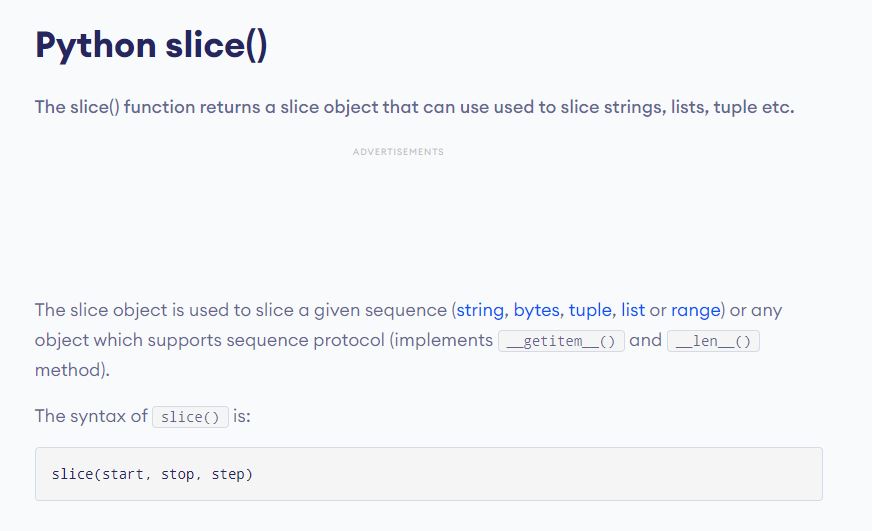 Python slice()
The slice() function returns a slice object that can use used to slice strings, lists, tuple etc.
ADVERTISEMENTS
The slice object is used to slice a given sequence (string, bytes, tuple, list or range) or any
object which supports sequence protocol (implements __getitem__() and __len__()
method).
The syntax of slice() is:
slice(start, stop, step)